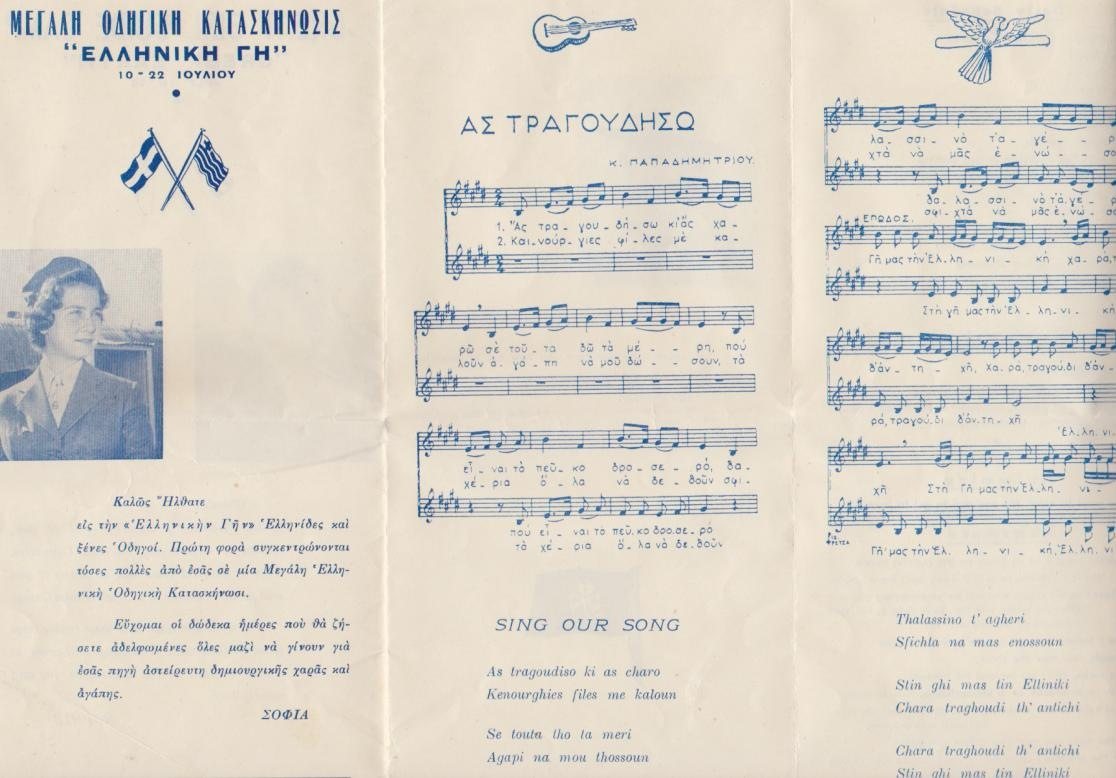 ΜΕΓΑΛΗ ΟΔΗΓΙΚΗ ΚΑΤΑΣΚΗΝΩΣΙΣ
"ΕΛΛΗΝΙΚΗ ΓΗ"
10-22 ΙΟΥΛΙΟΥ
Καλῶς Ἤλθατε
εἰς τὴν «Ἑλληνικὴν Γῆν» Ἑλληνίδες καὶ
ξένες Ὁδηγοί. Πρώτη φορὰ συγκεντρώνονται
τόσες πολλὲς ἀπὸ ἐσᾶς σὲ μία Μεγάλη Ἑλλη-
νικὴ Ὁδηγικὴ Κατασκήνωσι.
Εὔχομαι οἱ δώδεκα ἡμέρες ποὺ θὰ ζή-
σετε ἀδελφωμένες ὅλες μαζὶ νὰ γίνουν γιὰ
ἐσᾶς πηγὴ ἀστείρευτη δημιουργικῆς χαρᾶς καὶ
ἀγάπης.
ΣΟΦΙΑ
ΑΣ ΤΡΑΓΟΥΔΗΣΩ
Κ. ΠΑΠΑΔΗΜΗΤΡΙΟΥ.
1. Ἂς τρα - γου - δή - σω κι' ἂς χα -
2. Και - νούρ - γιες φί - λες μὲ κα -
ρῶ σὲ τού - τα δῶ τὰ μέ - - ρη, ποὺ
λοῦν ἀ - γά - πη νὰ μοῦ δώ - - σουν, τὰ
εἶ - ναι τὸ πεῦ - κο δρο - σε - ρό, δα -
χέ - ρια ὅ - λα νὰ δε - δοῦν σφι -
ποὺ εἶ - ναι τὸ πεῦ - κο δρο - σε - ρό
τὰ χέ - ρια ὅ - λα νὰ δε - δοῦν
SING OUR SONG
As tragoudiso ki as charo
Kenourghies files me kaloun
Se touta tho ta meri
Agapi na mou thossoun
λα - σσι - νὸ τ' ἀ - γέ - ρ
χτὰ νὰ μᾶς ἑ - νώ - σο
δα - λα - σσι - νὸ τ' ἀ - γέ - ρ
σφι - χτὰ νὰ μᾶς ἑ - νώ - σ
ΕΠΩΔΟΣ.
Γῆ μας τὴν Ἑλ - λη - νι - κὴ χα - ρά, τ
Στὴ γῆ μας τὴν Ἑλ - λη - νι - κὴ
δ' ἀν - τη - χῆ, χα - ρά, τραγού - δι δ' ἀν -
ρά, τραγού - δι δ' ἀν - τη - χῆ
Ἑλ - λη - νι -
χῆ Στὴ Γῆ μας τὴν Ἑλ - λη - νι -
Γῆ μας τὴν Ἑλ - λη - νι - κή, Ἑλ - λη - νι
Thalassino t' agheri
Sfichta na mas enossoun
Stin ghi mas tin Elliniki
Chara traghoudi th' antichi
Chara traghoudi th' antichi
Stin ghi mas tin Elliniki